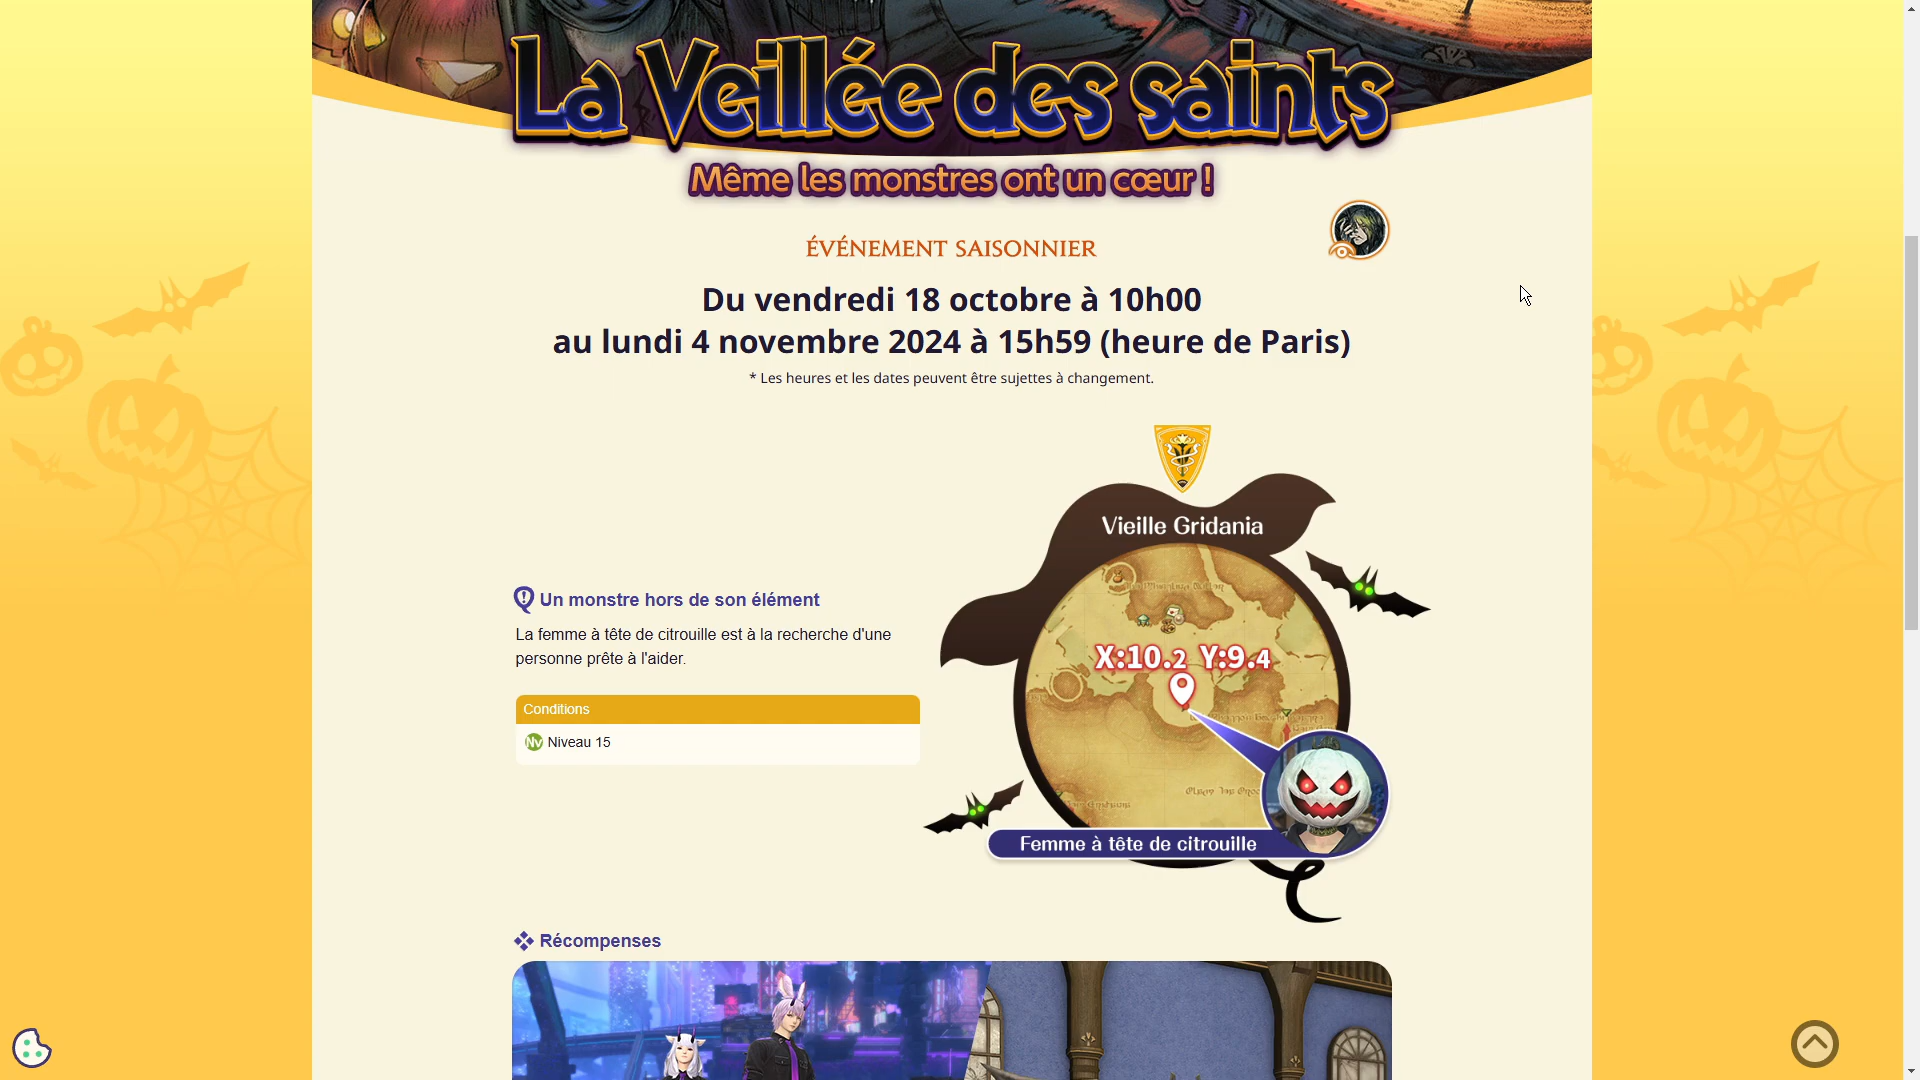 La Veillée des saints
Même les monstres ont un cœur !
ÉVÉNEMENT SAISONNIER
Du vendredi 18 octobre à 10h00
au lundi 4 novembre 2024 à 15h59 (heure de Paris)
* Les heures et les dates peuvent être sujettes à changement.
Vieille Gridania
X:10.2 Y:9.4
Femme à tête de citrouille
Un monstre hors de son élément
La femme à tête de citrouille est à la recherche d'une
personne prête à l'aider.
Conditions
Nv Niveau 15
Récompenses